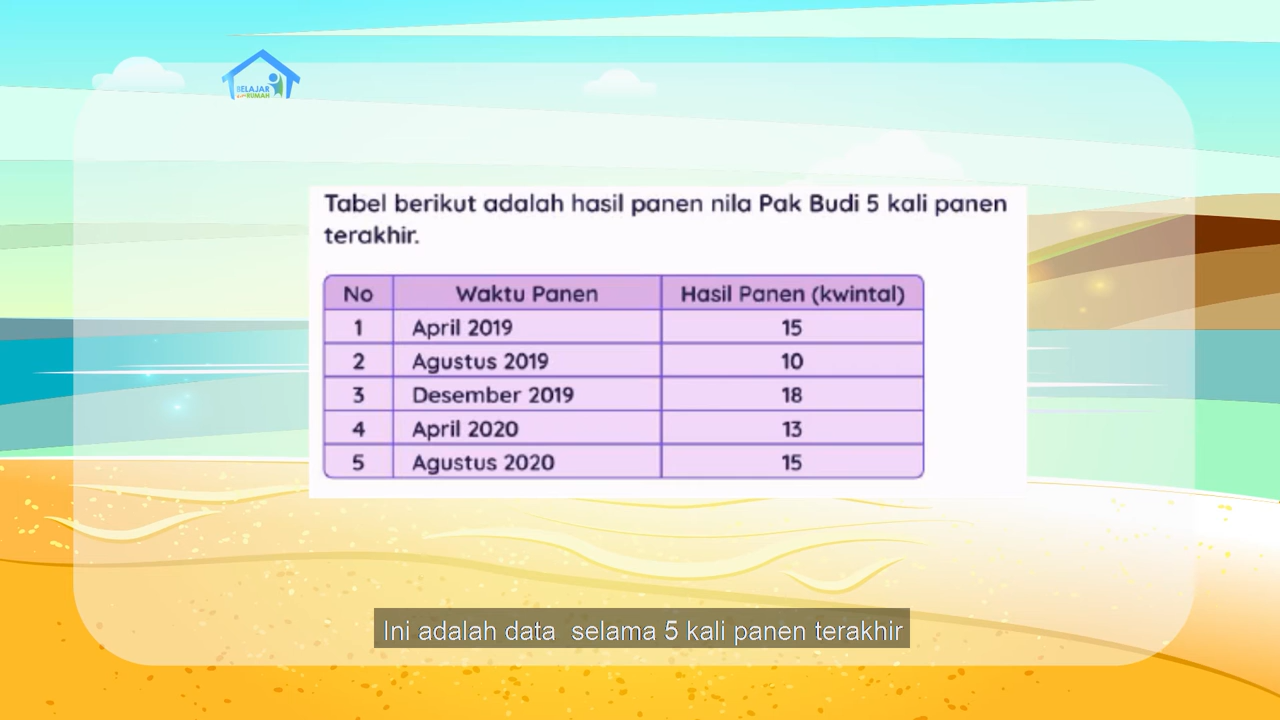 BELAJAR
dari RUMAH
Tabel berikut adalah hasil panen nila Pak Budi 5 kali panen
terakhir.
No Waktu Panen Hasil Panen (kwintal)
1 April 2019 15
2 Agustus 2019 10
3 Desember 2019 18
4 April 2020 13
5 Agustus 2020 15
Ini adalah data selama 5 kali panen terakhir